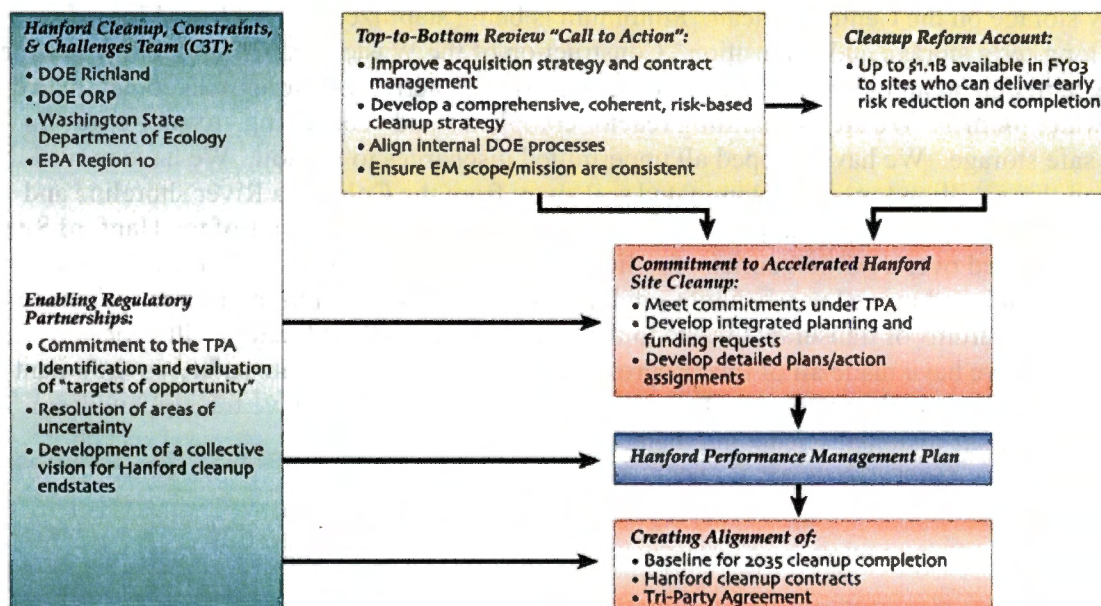 Hanford Cleanup, Constraints,
& Challenges Team (C3T):
• DOE Richland
• DOE ORP
• Washington State
Department of Ecology
• EPA Region 10
Enabling Regulatory
Partnerships:
• Commitment to the TPA
• Identification and evaluation
of "targets of opportunity"
• Resolution of areas of
uncertainty
• Development of a collective
vision for Hanford cleanup
endstates
Top-to-Bottom Review "Call to Action":
• Improve acquisition strategy and contract
management
• Develop a comprehensive, coherent, risk-based
cleanup strategy
• Align internal DOE processes
• Ensure EM scope/mission are consistent
Cleanup Reform Account:
• Up to $1.1B available in FY03
to sites who can deliver early
risk reduction and completion
Commitment to Accelerated Hanford
Site Cleanup:
• Meet commitments under TPA
• Develop integrated planning and
funding requests
• Develop detailed plans/action
assignments
Hanford Performance Management Plan
Creating Alignment of:
• Baseline for 2035 cleanup completion
• Hanford cleanup contracts
• Tri-Party Agreement